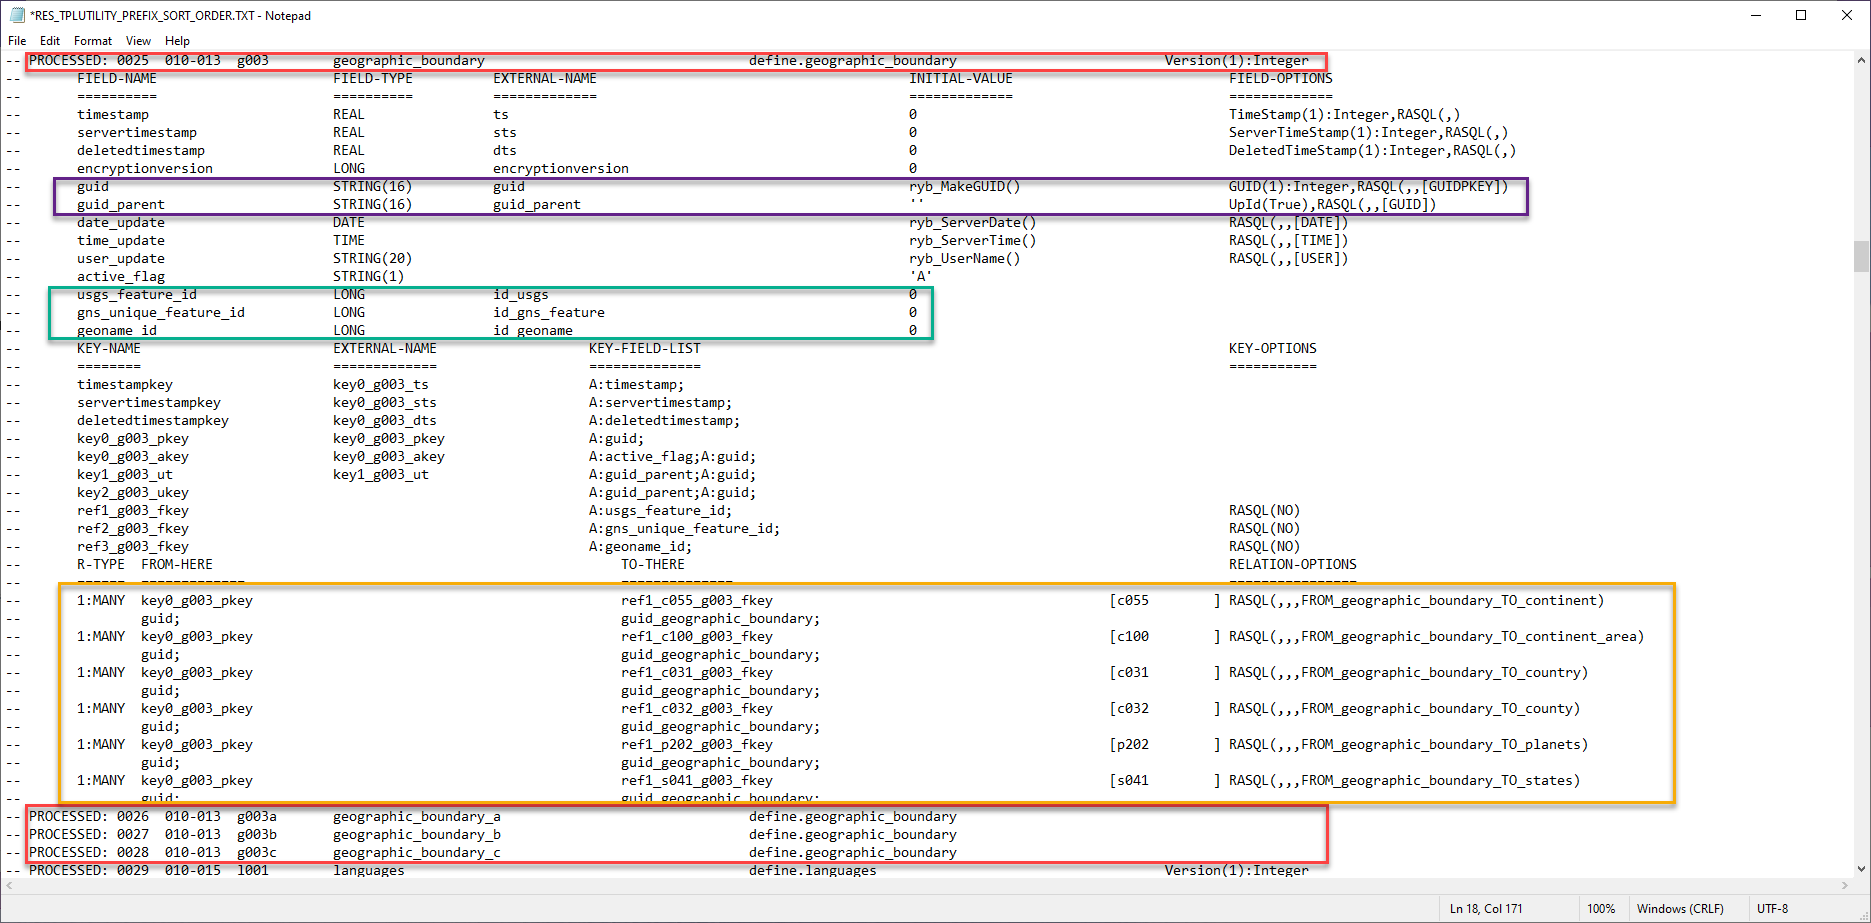 *RES_TPLUTILITY_PREFIX_SORT_ORDER.TXT - Notepad
File Edit Format View Help
-- PROCESSED: 0025 010-013 g003 geographic_boundary define.geographic_boundary Version(1):Integer
-- FIELD-NAME FIELD-TYPE EXTERNAL-NAME INITIAL-VALUE FIELD-OPTIONS
-- ========== ========== ============= ============= =============
-- timestamp REAL ts 0 TimeStamp(1):Integer,RASQL(,)
-- servertimestamp REAL sts 0 ServerTimeStamp(1):Integer,RASQL(,)
-- deletedtimestamp REAL dts 0 DeletedTimeStamp(1):Integer,RASQL(,)
-- encryptionversion LONG encryptionversion 0
-- guid STRING(16) guid ryb_MakeGUID() GUID(1):Integer,RASQL(,,[GUIDPKEY])
-- guid_parent STRING(16) guid_parent '' UpId(True),RASQL(,,[GUID])
-- date_update DATE ryb_ServerDate() RASQL(,,[DATE])
-- time_update TIME ryb_ServerTime() RASQL(,,[TIME])
-- user_update STRING(20) ryb_UserName() RASQL(,,[USER])
-- active_flag STRING(1) 'A'
-- usgs_feature_id LONG id_usgs 0
-- gns_unique_feature_id LONG id_gns_feature 0
-- geoname_id LONG id_geoname 0
-- KEY-NAME EXTERNAL-NAME KEY-FIELD-LIST KEY-OPTIONS
-- ======== ============= ============== ===========
-- timestampkey key0_g003_ts A:timestamp;
-- servertimestampkey key0_g003_sts A:servertimestamp;
-- deletedtimestampkey key0_g003_dts A:deletedtimestamp;
-- key0_g003_pkey key0_g003_pkey A:guid;
-- key0_g003_akey key0_g003_akey A:active_flag;A:guid;
-- key1_g003_ut key1_g003_ut A:guid_parent;A:guid;
-- key2_g003_ukey A:guid_parent;A:guid;
-- ref1_g003_fkey A:usgs_feature_id; RASQL(NO)
-- ref2_g003_fkey A:gns_unique_feature_id; RASQL(NO)
-- ref3_g003_fkey A:geoname_id; RASQL(NO)
-- R-TYPE FROM-HERE TO-THERE RELATION-OPTIONS
-- ====== ============= ============== ================
-- 1:MANY key0_g003_pkey ref1_c055_g003_fkey [c055 ] RASQL(,,,FROM_geographic_boundary_TO_continent)
-- guid; guid_geographic_boundary;
-- 1:MANY key0_g003_pkey ref1_c100_g003_fkey [c100 ] RASQL(,,,FROM_geographic_boundary_TO_continent_area)
-- guid; guid_geographic_boundary;
-- 1:MANY key0_g003_pkey ref1_c031_g003_fkey [c031 ] RASQL(,,,FROM_geographic_boundary_TO_country)
-- guid; guid_geographic_boundary;
-- 1:MANY key0_g003_pkey ref1_c032_g003_fkey [c032 ] RASQL(,,,FROM_geographic_boundary_TO_county)
-- guid; guid_geographic_boundary;
-- 1:MANY key0_g003_pkey ref1_p202_g003_fkey [p202 ] RASQL(,,,FROM_geographic_boundary_TO_planets)
-- guid; guid_geographic_boundary;
-- 1:MANY key0_g003_pkey ref1_s041_g003_fkey [s041 ] RASQL(,,,FROM_geographic_boundary_TO_states)
-- guid; guid_geographic_boundary;
-- PROCESSED: 0026 010-013 g003a geographic_boundary_a define.geographic_boundary
-- PROCESSED: 0027 010-013 g003b geographic_boundary_b define.geographic_boundary
-- PROCESSED: 0028 010-013 g003c geographic_boundary_c define.geographic_boundary
-- PROCESSED: 0029 010-015 l001 languages define.languages Version(1):Integer
Ln 18, Col 171 100% Windows (CRLF) UTF-8